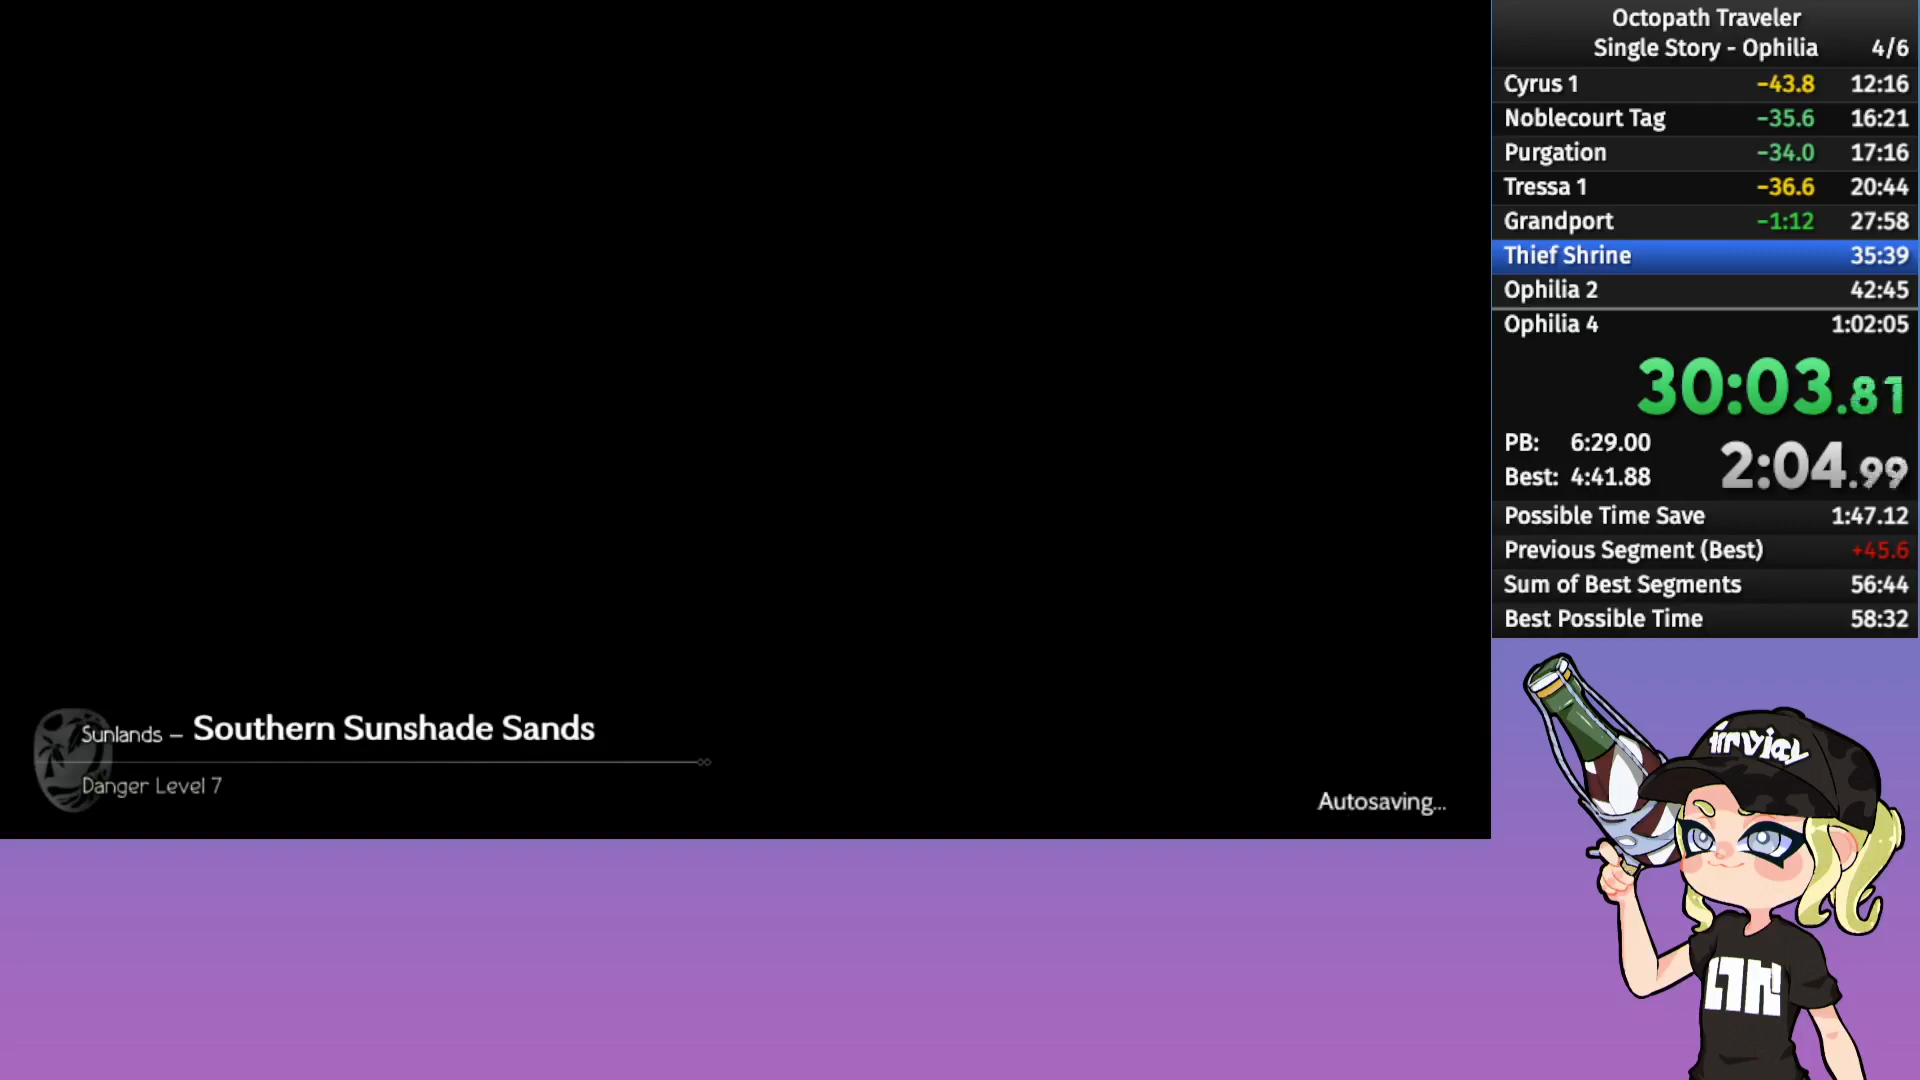 Octopath Traveler
Single Story - Ophilia 4/6
Cyrus 1 -43.8 12:16
Noblecourt Tag -35.6 16:21
Purgation -34.0 17:16
Tressa 1 -36.6 20:44
Grandport -1:12 27:58
Thief Shrine 35:39
Ophilia 2 42:45
Ophilia 4 1:02:05
30:03.81
PB: 6:29.00
Best: 4:41.88
2:04.99
Possible Time Save 1:47.12
Previous Segment (Best) +45.6
Sum of Best Segments 56:44
Best Possible Time 58:32
Sunlands – Southern Sunshade Sands
Danger Level 7
Autosaving...